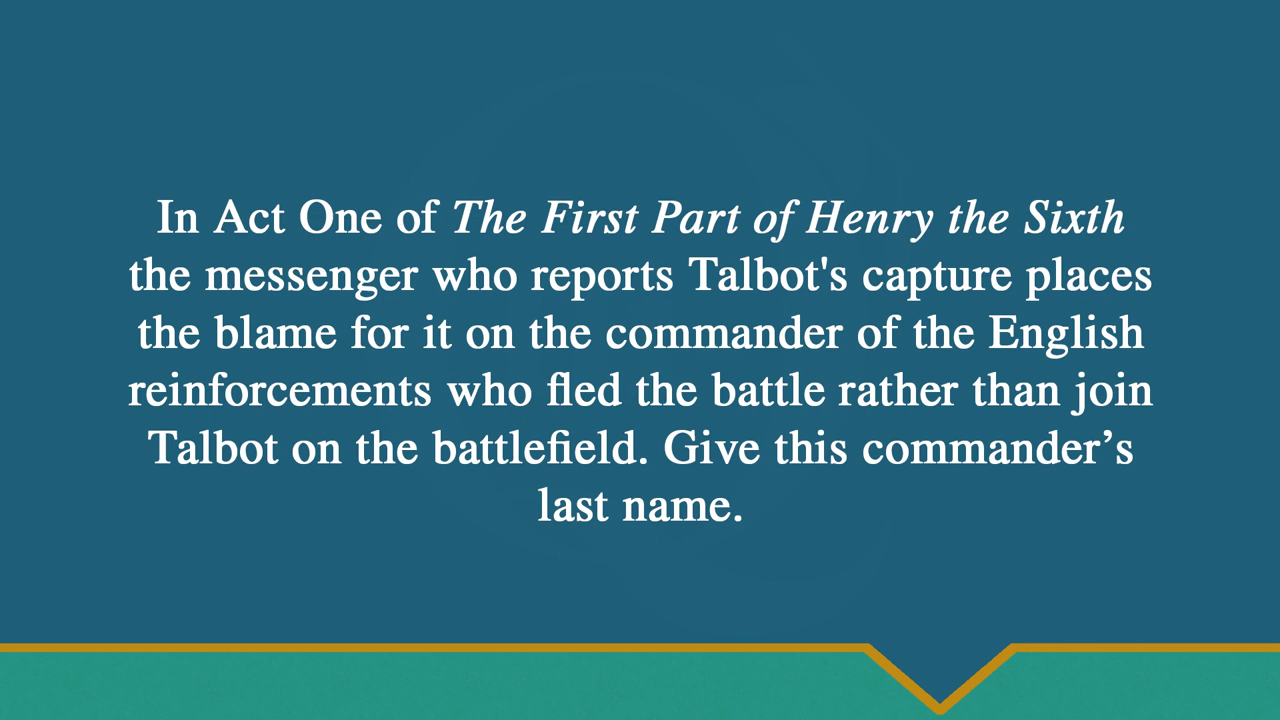 In Act One of The First Part of Henry the Sixth
the messenger who reports Talbot's capture places
the blame for it on the commander of the English
reinforcements who fled the battle rather than join
Talbot on the battlefield. Give this commander’s
last name.